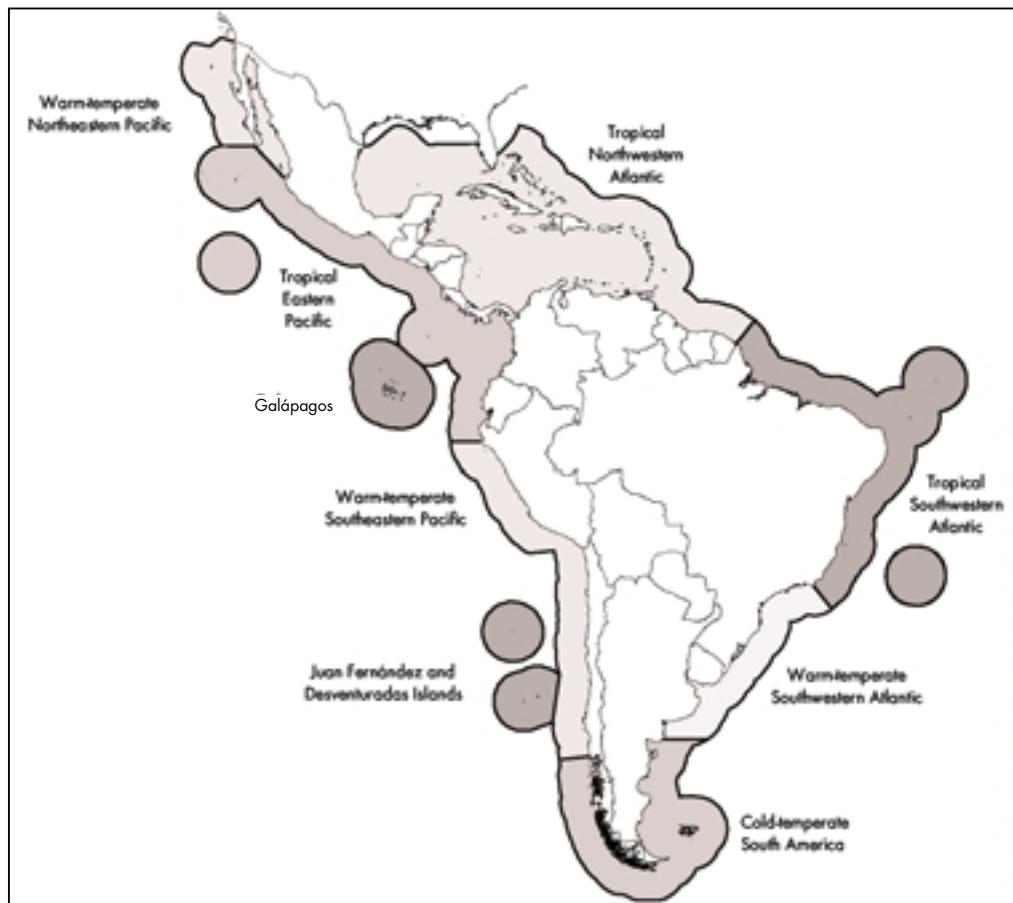 Warm-temperate
Northeastern Pacific
Tropical
Northwestern
Atlantic
Tropical
Eastern
Pacific
Galápagos
Warm-temperate
Southeastern Pacific
Tropical
Southwestern
Atlantic
Juan Fernández and
Desventuradas Islands
Warm-temperate
Southwestern Atlantic
Cold-temperate
South America